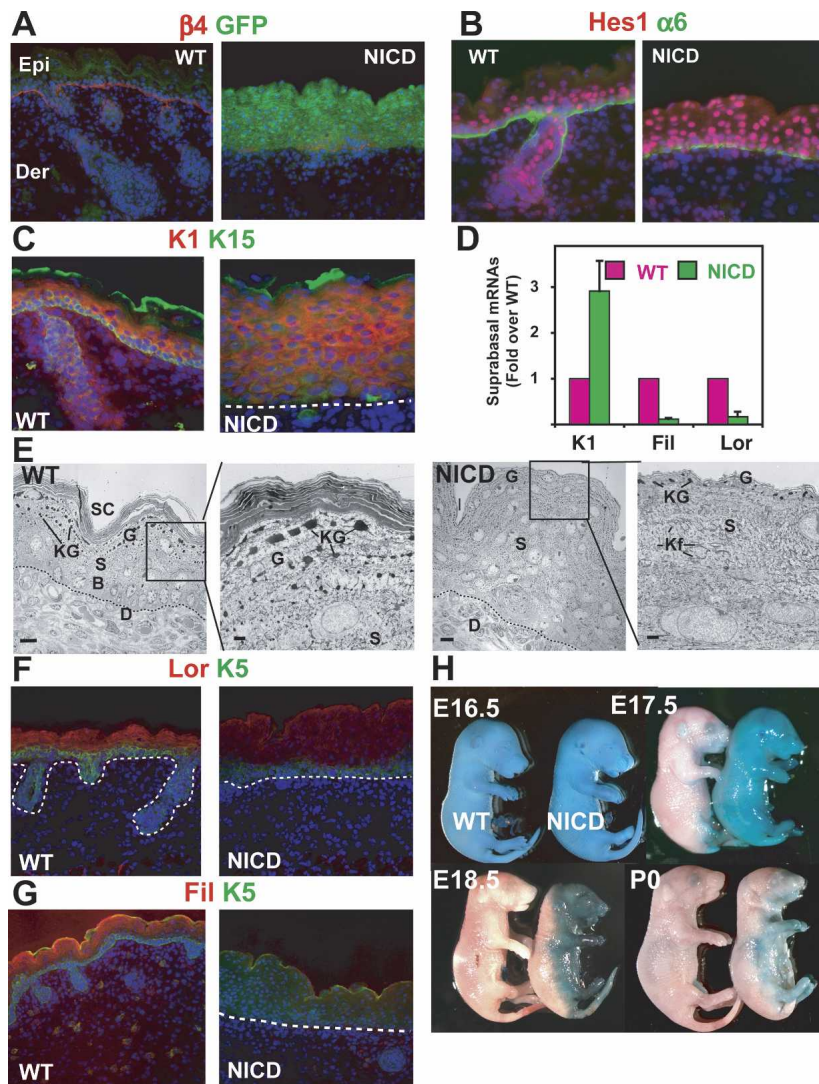 A
β4 GFP
Epi
WT
NICD
Der
B
Hes1 α6
WT
NICD
C
K1 K15
WT
NICD
D
Suprabasal mRNAs
(Fold over WT)
WT
NICD
3
2
1
K1 Fil Lor
E
WT
SC
G
KG
S
B
D
KG
G
S
NICD
G
S
D
G
KG
S
Kf
F
Lor K5
WT
NICD
G
Fil K5
WT
NICD
H
E16.5
E17.5
WT
NICD
E18.5
P0